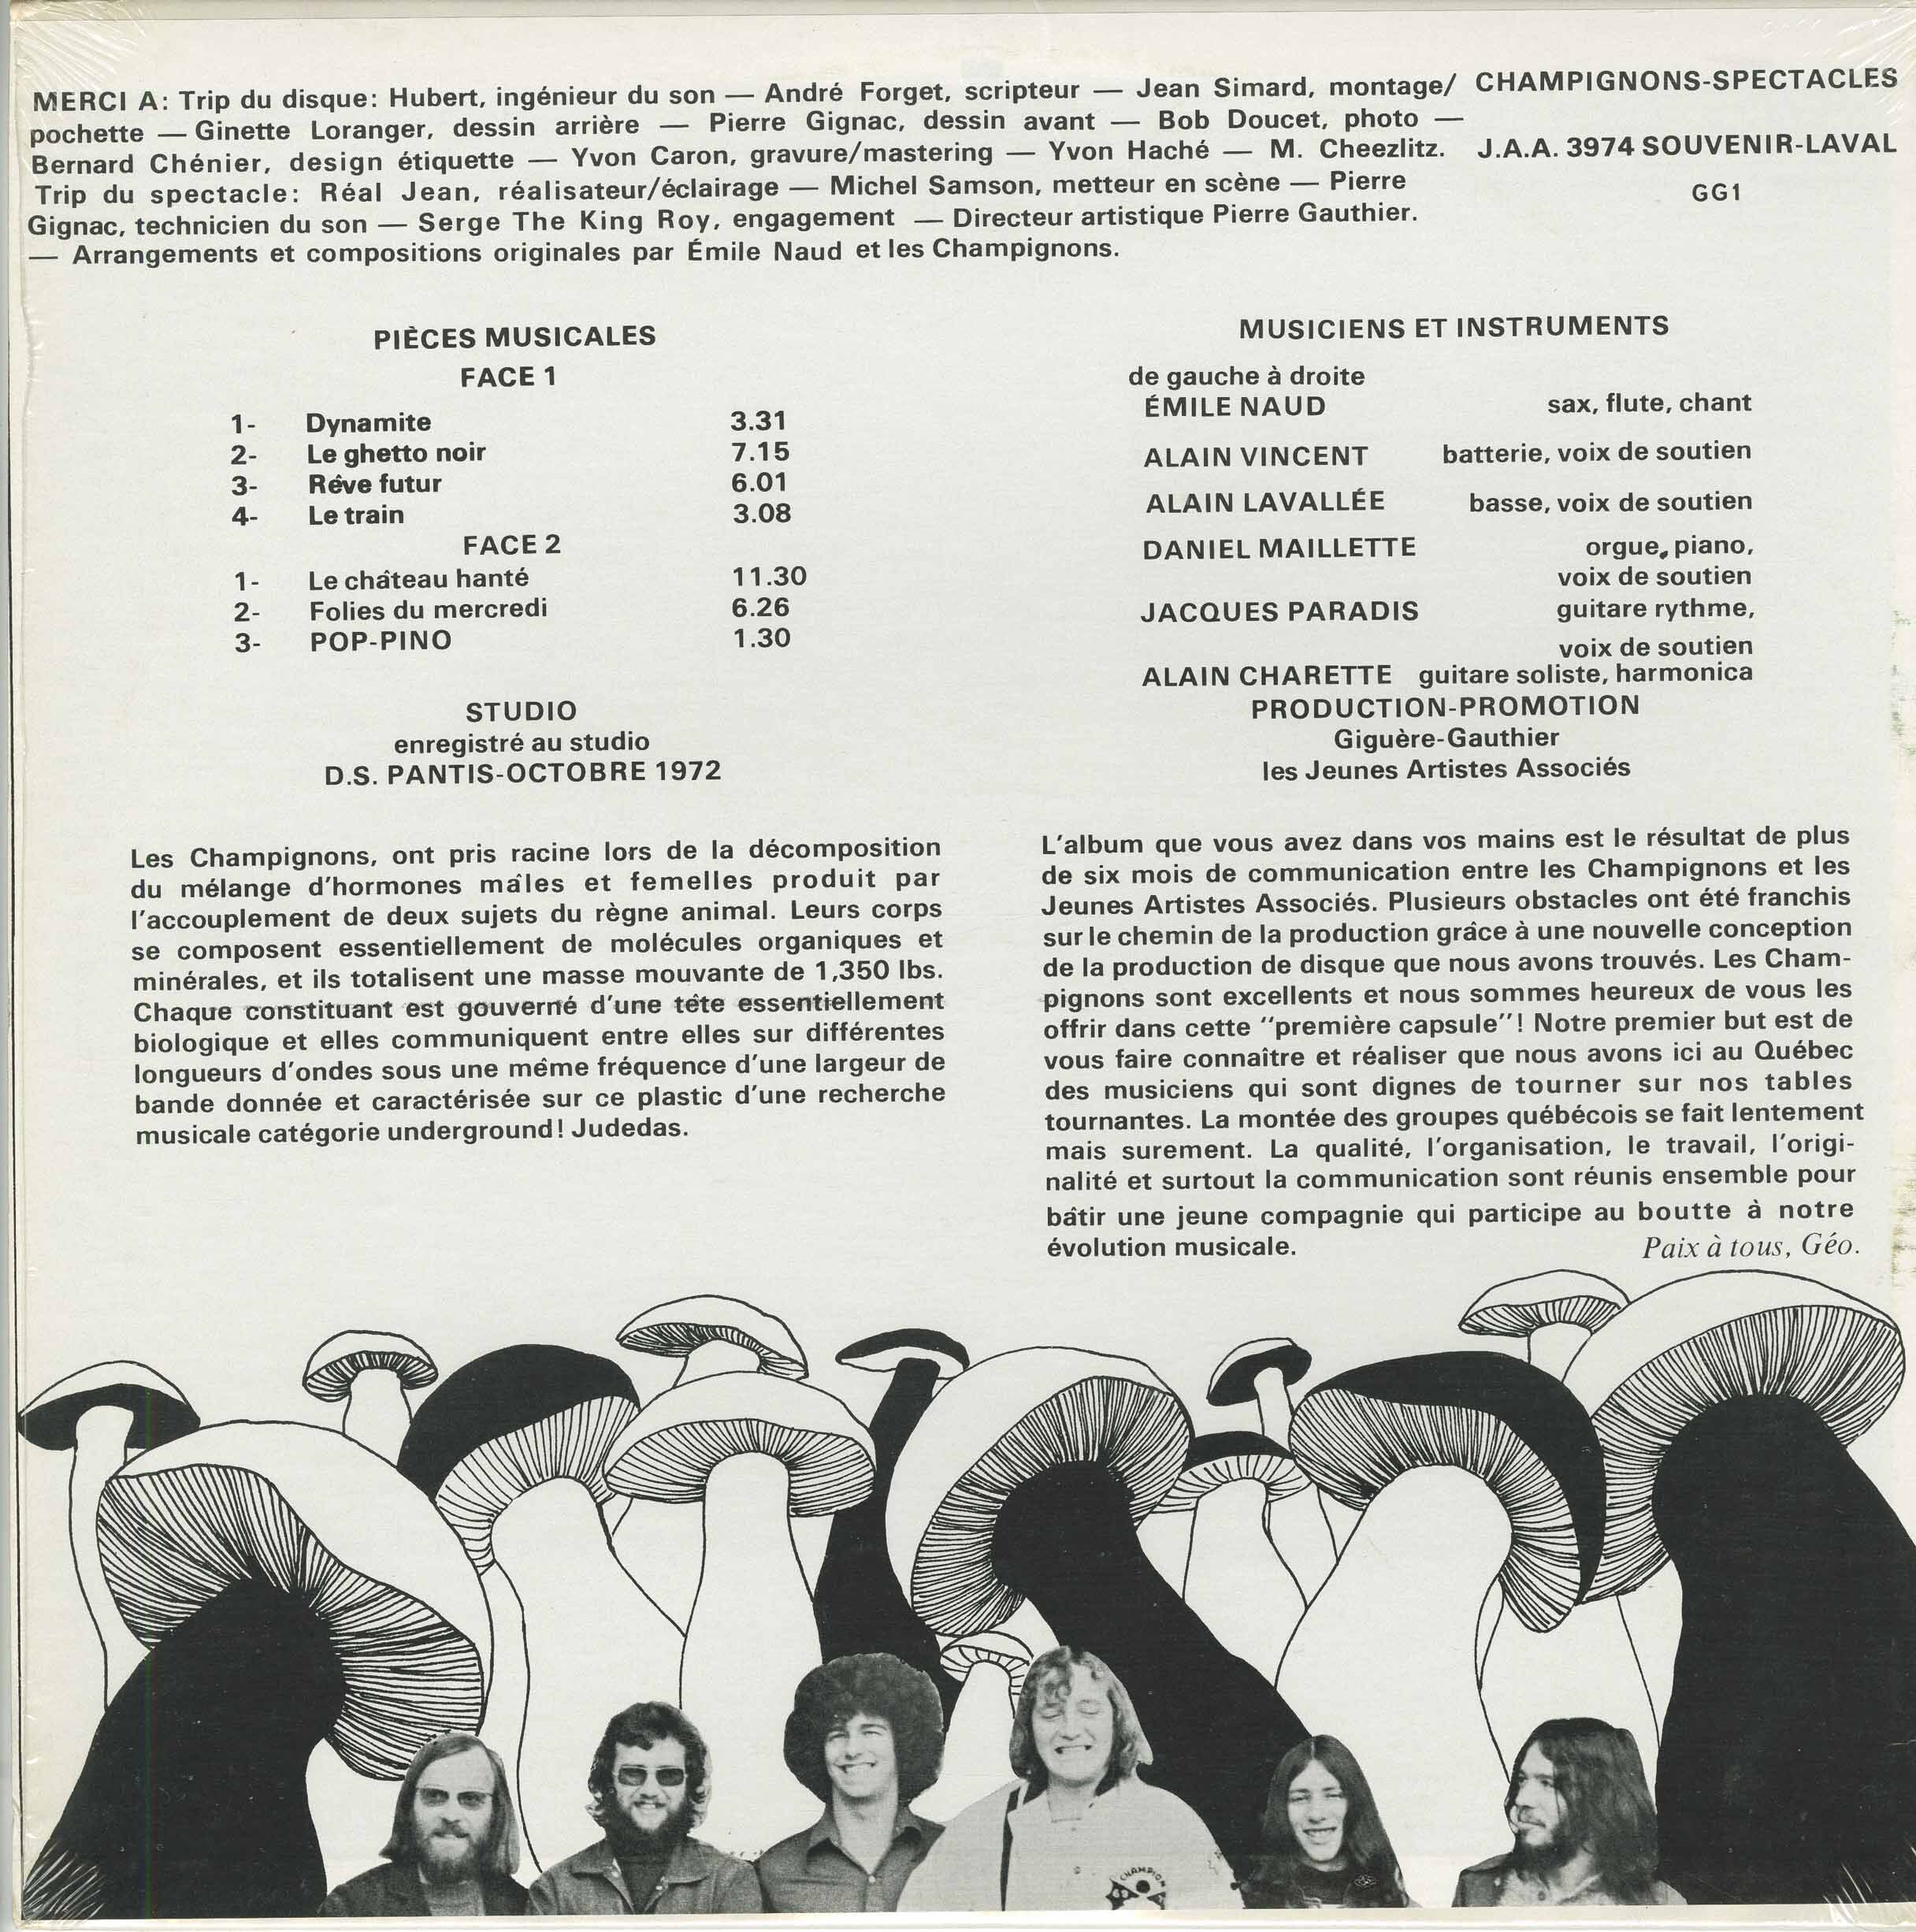 MERCI A: Trip du disque: Hubert, ingénieur du son — André Forget, scripteur — Jean Simard, montage/
pochette — Ginette Loranger, dessin arrière — Pierre Gignac, dessin avant — Bob Doucet, photo —
Bernard Chénier, design étiquette — Yvon Caron, gravure/mastering — Yvon Haché — M. Cheezlitz.
Trip du spectacle: Réal Jean, réalisateur/éclairage — Michel Samson, metteur en scène — Pierre
Gignac, technicien du son — Serge The King Roy, engagement — Directeur artistique Pierre Gauthier.
— Arrangements et compositions originales par Émile Naud et les Champignons.
CHAMPIGNONS-SPECTACLES
J.A.A. 3974 SOUVENIR-LAVAL
GG1
PIÈCES MUSICALES
FACE 1
1- Dynamite 3.31
2- Le ghetto noir 7.15
3- Rêve futur 6.01
4- Le train 3.08
FACE 2
1- Le château hanté 11.30
2- Folies du mercredi 6.26
3- POP-PINO 1.30
STUDIO
enregistré au studio
D.S. PANTIS-OCTOBRE 1972
MUSICIENS ET INSTRUMENTS
de gauche à droite
ÉMILE NAUD sax, flute, chant
ALAIN VINCENT batterie, voix de soutien
ALAIN LAVALLÉE basse, voix de soutien
DANIEL MAILLETTE orgue, piano,
voix de soutien
JACQUES PARADIS guitare rythme,
voix de soutien
ALAIN CHARETTE guitare soliste, harmonica
PRODUCTION-PROMOTION
Giguère-Gauthier
les Jeunes Artistes Associés
Les Champignons, ont pris racine lors de la décomposition
du mélange d'hormones mâles et femelles produit par
l'accouplement de deux sujets du règne animal. Leurs corps
se composent essentiellement de molécules organiques et
minérales, et ils totalisent une masse mouvante de 1,350 lbs.
Chaque constituant est gouverné d'une tête essentiellement
biologique et elles communiquent entre elles sur différentes
longueurs d'ondes sous une même fréquence d'une largeur de
bande donnée et caractérisée sur ce plastic d'une recherche
musicale catégorie underground! Judedas.
L'album que vous avez dans vos mains est le résultat de plus
de six mois de communication entre les Champignons et les
Jeunes Artistes Associés. Plusieurs obstacles ont été franchis
sur le chemin de la production grâce à une nouvelle conception
de la production de disque que nous avons trouvés. Les Cham-
pignons sont excellents et nous sommes heureux de vous les
offrir dans cette "première capsule"! Notre premier but est de
vous faire connaître et réaliser que nous avons ici au Québec
des musiciens qui sont dignes de tourner sur nos tables
tournantes. La montée des groupes québécois se fait lentement
mais surement. La qualité, l'organisation, le travail, l'origi-
nalité et surtout la communication sont réunis ensemble pour
bâtir une jeune compagnie qui participe au boutte à notre
évolution musicale. Paix à tous, Géo.